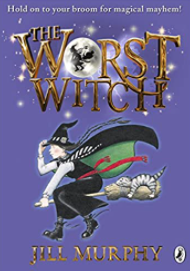 Hold on to your broom for magical mayhem!
THE
WORST
WITCH
JILL MURPHY